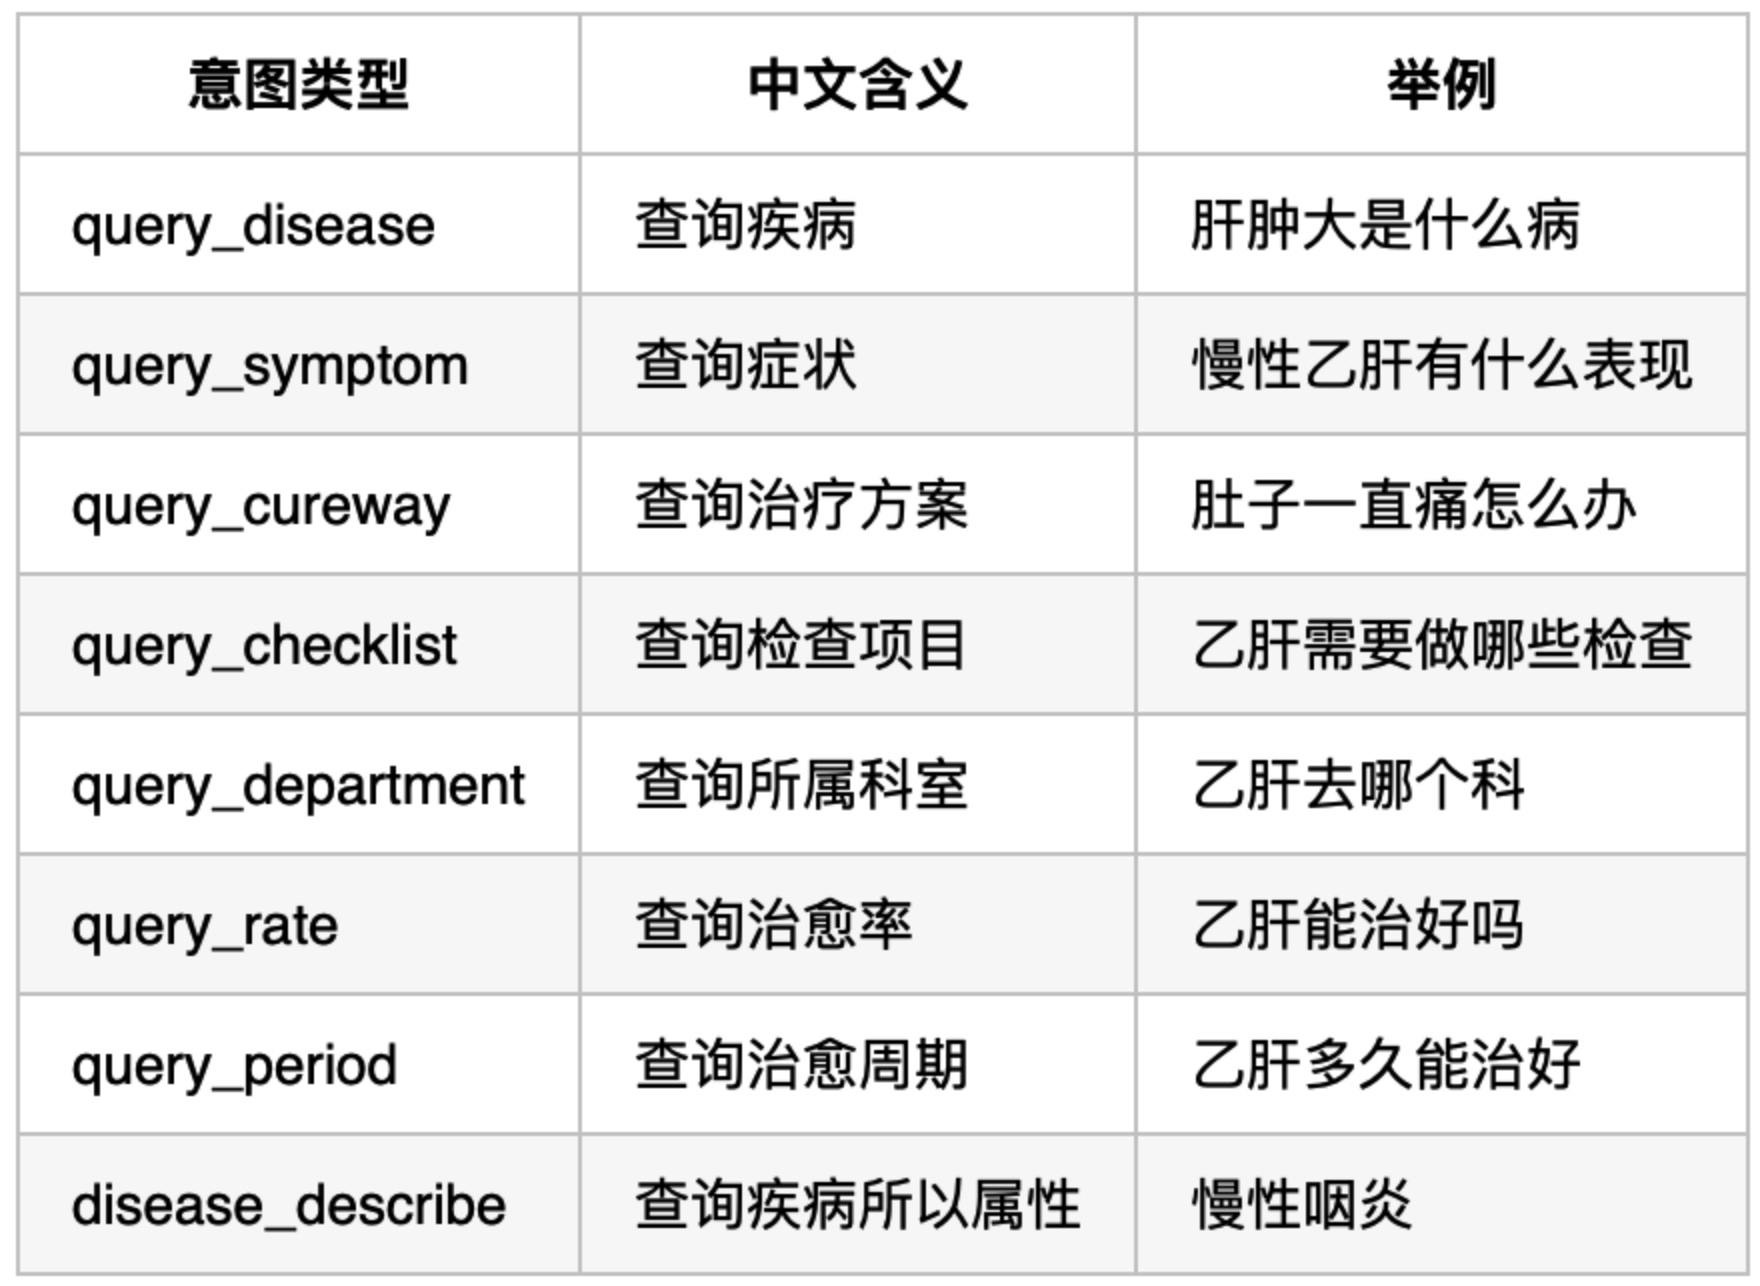 意图类型 中文含义 举例
query_disease 查询疾病 肝肿大是什么病
query_symptom 查询症状 慢性乙肝有什么表现
query_cureway 查询治疗方案 肚子一直痛怎么办
query_checklist 查询检查项目 乙肝需要做哪些检查
query_department 查询所属科室 乙肝去哪个科
query_rate 查询治愈率 乙肝能治好吗
query_period 查询治愈周期 乙肝多久能治好
disease_describe 查询疾病所以属性 慢性咽炎